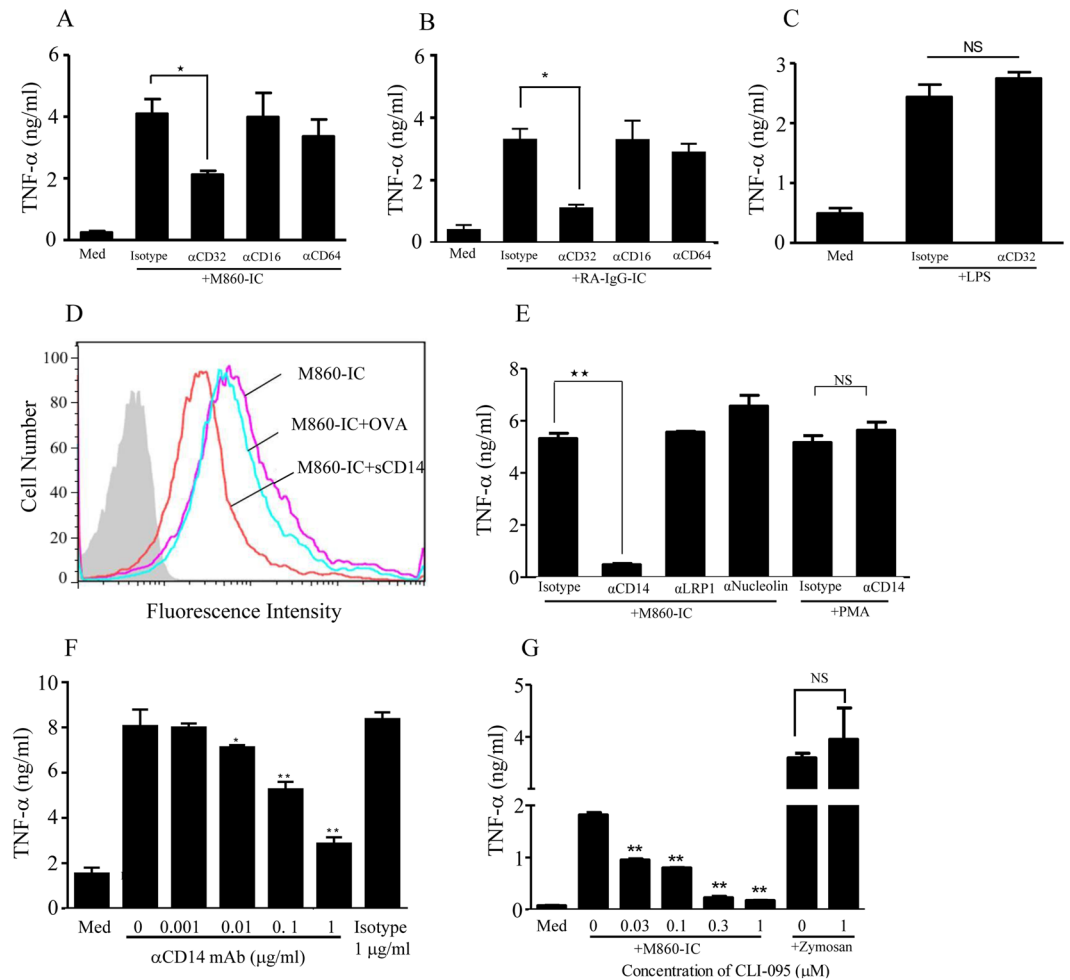 A
TNF-α (ng/ml)
6
4
2
0
★
Med
Isotype
αCD32
αCD16
αCD64
+M860-IC
B
TNF-α (ng/ml)
6
4
2
0
*
Med
Isotype
αCD32
αCD16
αCD64
+RA-IgG-IC
C
TNF-α (ng/ml)
3
2
1
0
NS
Med
Isotype
αCD32
+LPS
D
Cell Number
100
80
60
40
20
0
M860-IC
M860-IC+OVA
M860-IC+sCD14
Fluorescence Intensity
E
TNF-α (ng/ml)
8
6
4
2
0
★★
NS
Isotype
αCD14
αLRP1
αNucleolin
Isotype
αCD14
+M860-IC
+PMA
F
TNF-α (ng/ml)
10
8
6
4
2
0
*
**
**
Med
0
0.001
0.01
0. 1
1
Isotype
1 μg/ml
αCD14 mAb (μg/ml)
G
TNF-α (ng/ml)
5
4
2
1
0
**
**
**
**
NS
Med
0
0.03
0.1
0.3
1
0
1
+M860-IC
+Zymosan
Concentration of CLI-095 (μM)